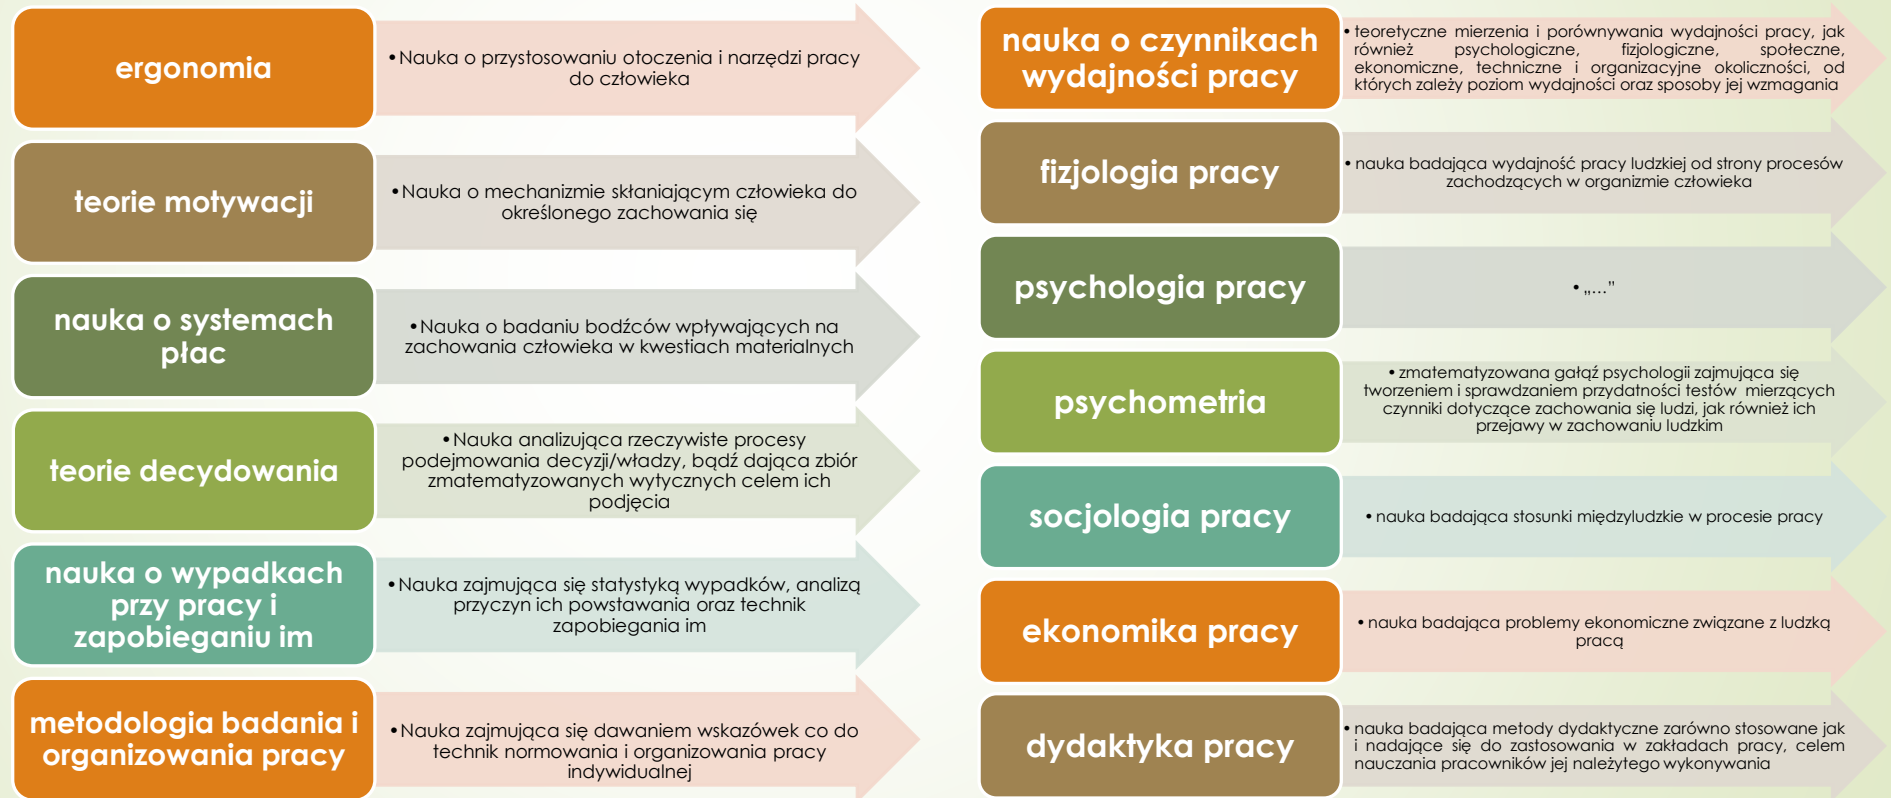 ergonomia
•Nauka o przystosowaniu otoczenia i narzędzi pracy
do człowieka
teorie motywacji
•Nauka o mechanizmie skłaniającym człowieka do
określonego zachowania się
nauka o systemach
płac
•Nauka o badaniu bodźców wpływających na
zachowania człowieka w kwestiach materialnych
teorie decydowania
•Nauka analizująca rzeczywiste procesy
podejmowania decyzji/władzy, bądź dająca zbiór
zmatematyzowanych wytycznych celem ich
podjęcia
nauka o wypadkach
przy pracy i
zapobieganiu im
•Nauka zajmująca się statystyką wypadków, analizą
przyczyn ich powstawania oraz technik
zapobiegania im
metodologia badania i
organizowania pracy
•Nauka zajmująca się dawaniem wskazówek co do
technik normowania i organizowania pracy
indywidualnej
nauka o czynnikach
wydajności pracy
•teoretyczne mierzenia i porównywania wydajności pracy, jak
również psychologiczne, fizjologiczne, społeczne,
ekonomiczne, techniczne i organizacyjne okoliczności, od
których zależy poziom wydajności oraz sposoby jej wzmagania
fizjologia pracy
•nauka badająca wydajność pracy ludzkiej od strony procesów
zachodzących w organizmie człowieka
psychologia pracy
•„…”
psychometria
•zmatematyzowana gałąź psychologii zajmująca się
tworzeniem i sprawdzaniem przydatności testów mierzących
czynniki dotyczące zachowania się ludzi, jak również ich
przejawy w zachowaniu ludzkim
socjologia pracy
•nauka badająca stosunki międzyludzkie w procesie pracy
ekonomika pracy
•nauka badająca problemy ekonomiczne związane z ludzką
pracą
dydaktyka pracy
•nauka badająca metody dydaktyczne zarówno stosowane jak
i nadające się do zastosowania w zakładach pracy, celem
nauczania pracowników jej należytego wykonywania